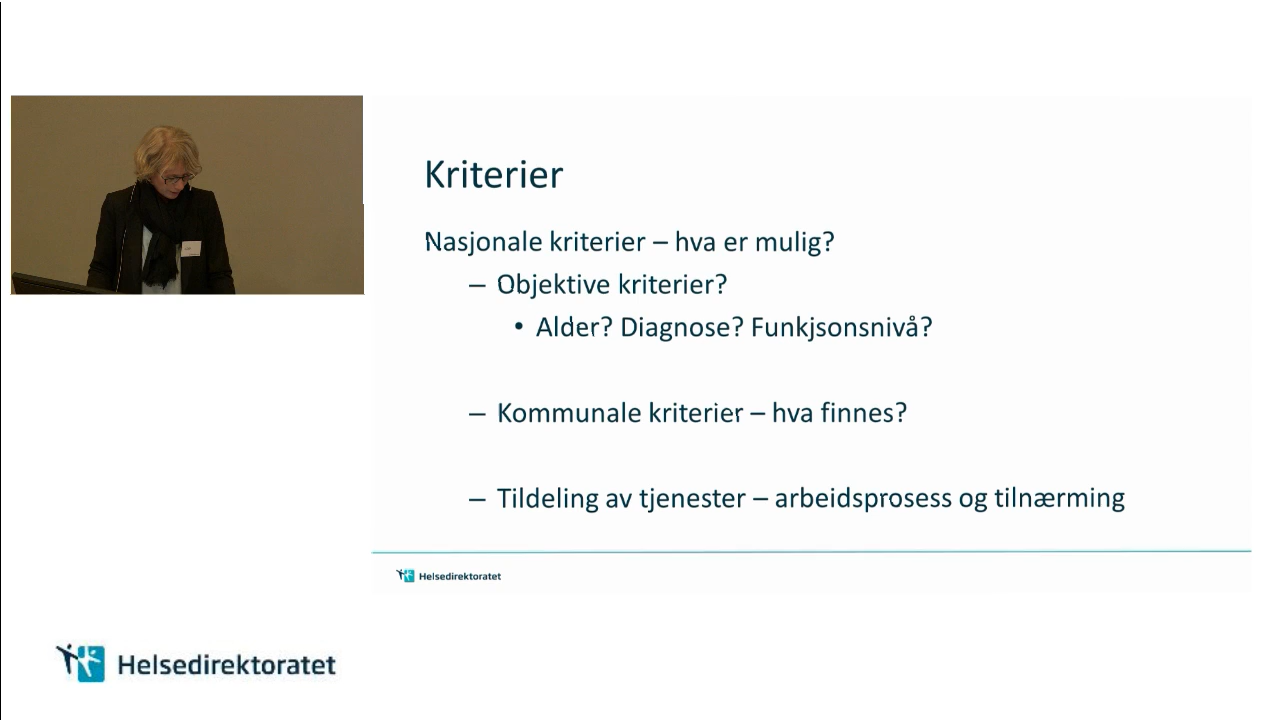 Kriterier
Nasjonale kriterier – hva er mulig?
– Objektive kriterier?
• Alder? Diagnose? Funkjsonsnivå?
– Kommunale kriterier – hva finnes?
– Tildeling av tjenester – arbeidsprosess og tilnærming
Helsedirektoratet
Helsedirektoratet